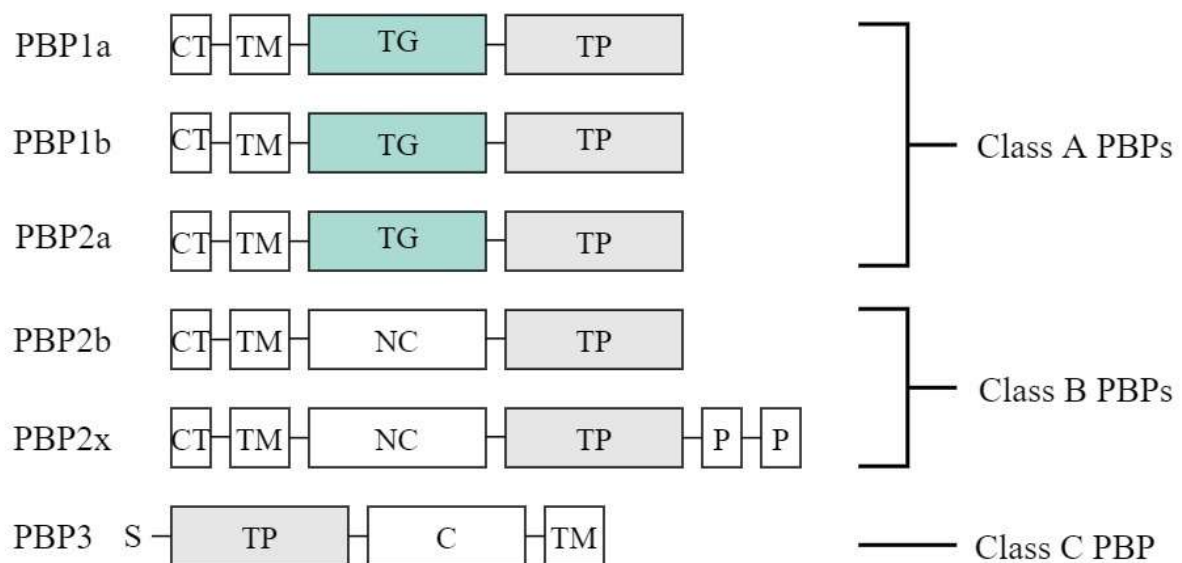 PBP1a CT TM TG TP
PBP1b CT TM TG TP
Class A PBPs
PBP2a CT TM TG TP
PBP2b CT TM NC TP
Class B PBPs
PBP2x CT TM NC TP P P
PBP3 S TP C TM
Class C PBP